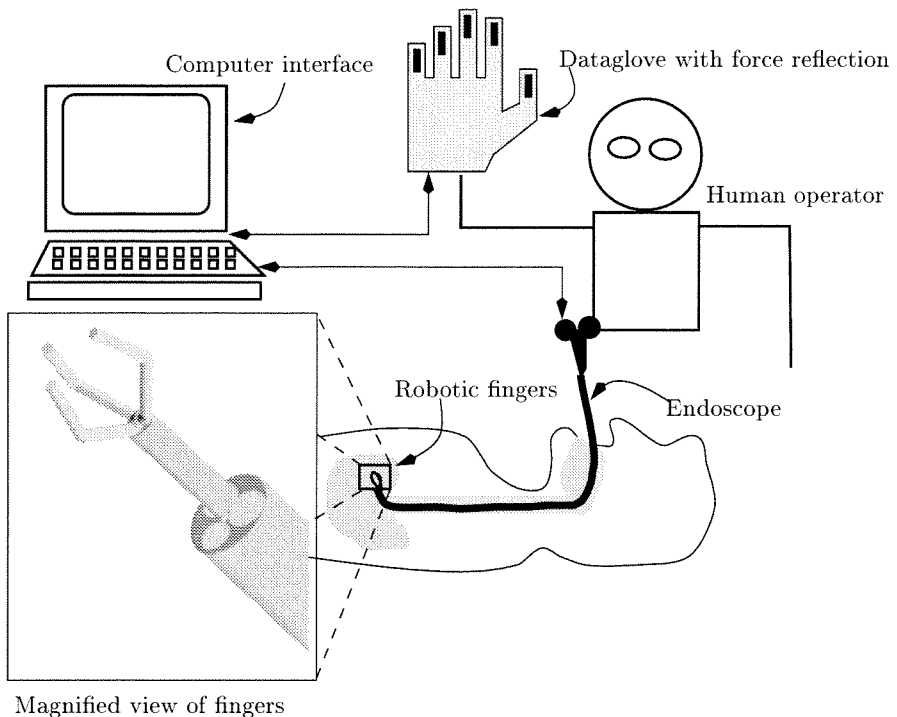 Computer interface
Dataglove with force reflection
Human operator
Robotic fingers
Endoscope
Magnified view of fingers